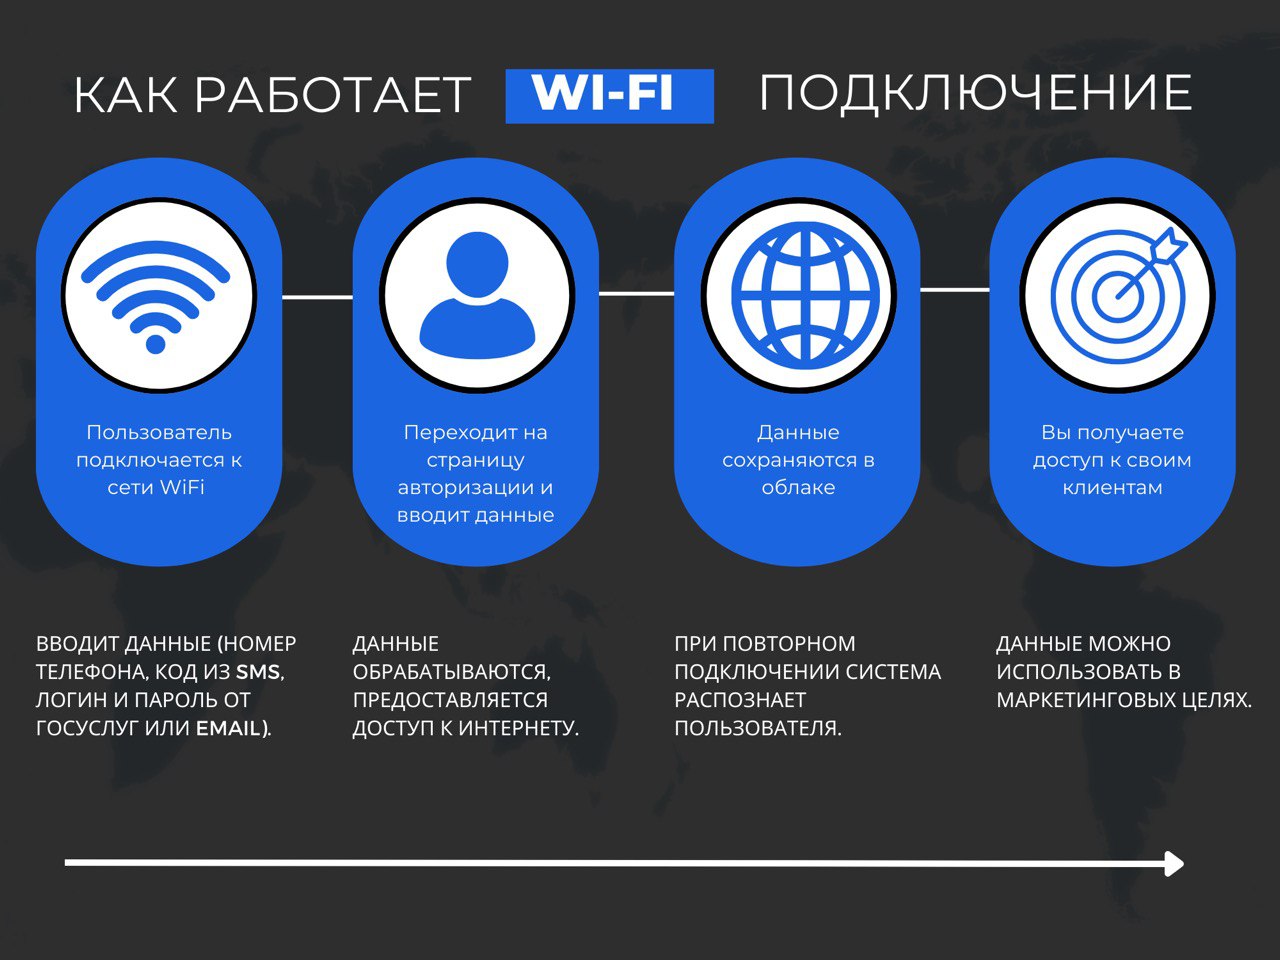 КАК РАБОТАЕТ WI-FI ПОДКЛЮЧЕНИЕ
Пользователь
подключается к
сети WiFi
Переходит на
страницу
авторизации и
вводит данные
Данные
сохраняются в
облаке
Вы получаете
доступ к своим
клиентам
ВВОДИТ ДАННЫЕ (НОМЕР
ТЕЛЕФОНА, КОД ИЗ SMS,
ЛОГИН И ПАРОЛЬ ОТ
ГОСУСЛУГ ИЛИ EMAIL).
ДАННЫЕ
ОБРАБАТЫВАЮТСЯ,
ПРЕДОСТАВЛЯЕТСЯ
ДОСТУП К ИНТЕРНЕТУ.
ПРИ ПОВТОРНОМ
ПОДКЛЮЧЕНИИ СИСТЕМА
РАСПОЗНАЕТ
ПОЛЬЗОВАТЕЛЯ.
ДАННЫЕ МОЖНО
ИСПОЛЬЗОВАТЬ В
МАРКЕТИНГОВЫХ ЦЕЛЯХ.